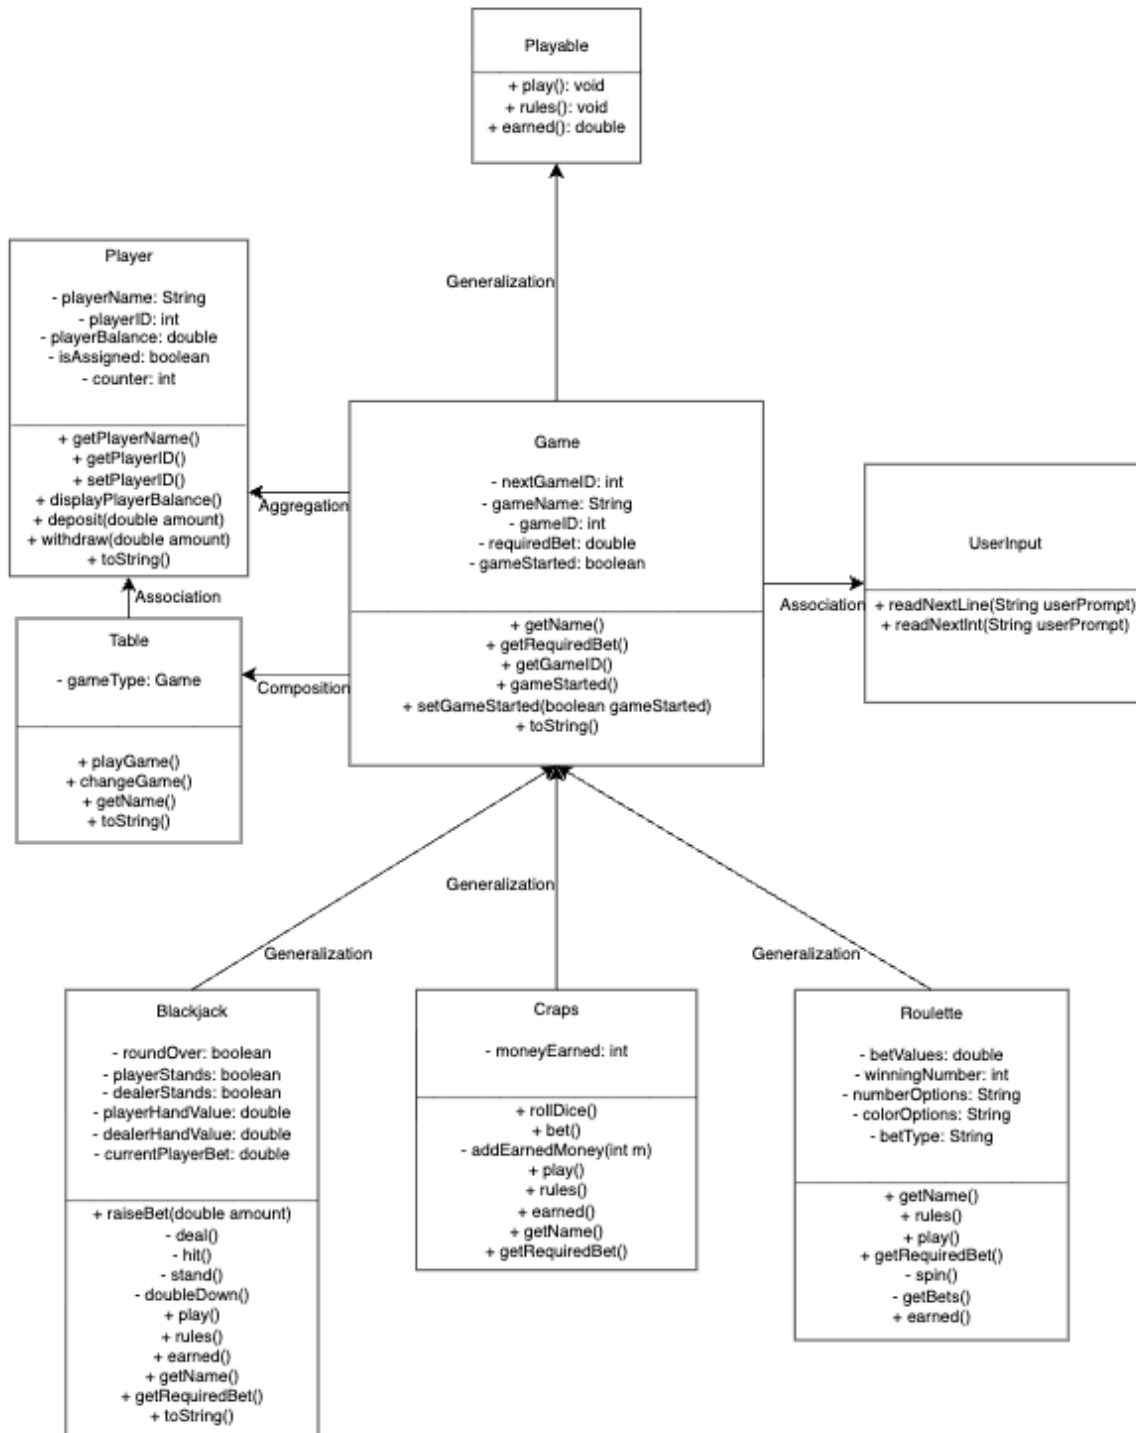 Playable
+ play(): void
+ rules(): void
+ earned(): double
Generalization
Player
- playerName: String
- playerID: int
- playerBalance: double
- isAssigned: boolean
- counter: int
+ getPlayerName()
+ getPlayerID()
+ setPlayerID()
+ displayPlayerBalance()
+ deposit(double amount)
+ withdraw(double amount)
+ toString()
Aggregation
Association
Table
- gameType: Game
+ playGame()
+ changeGame()
+ getName()
+ toString()
Composition
Game
- nextGameID: int
- gameName: String
- gameID: int
- requiredBet: double
- gameStarted: boolean
+ getName()
+ getRequiredBet()
+ getGameID()
+ gameStarted()
+ setGameStarted(boolean gameStarted)
+ toString()
Association
UserInput
+ readNextLine(String userPrompt)
+ readNextInt(String userPrompt)
Generalization
Generalization
Generalization
Blackjack
- roundOver: boolean
- playerStands: boolean
- dealerStands: boolean
- playerHandValue: double
- dealerHandValue: double
- currentPlayerBet: double
+ raiseBet(double amount)
- deal()
- hit()
- stand()
- doubleDown()
+ play()
+ rules()
+ earned()
+ getName()
+ getRequiredBet()
+ toString()
Craps
- moneyEarned: int
+ rollDice()
+ bet()
- addEarnedMoney(int m)
+ play()
+ rules()
+ earned()
+ getName()
+ getRequiredBet()
Roulette
- betValues: double
- winningNumber: int
- numberOptions: String
- colorOptions: String
- betType: String
+ getName()
+ rules()
+ play()
+ getRequiredBet()
- spin()
- getBets()
+ earned()